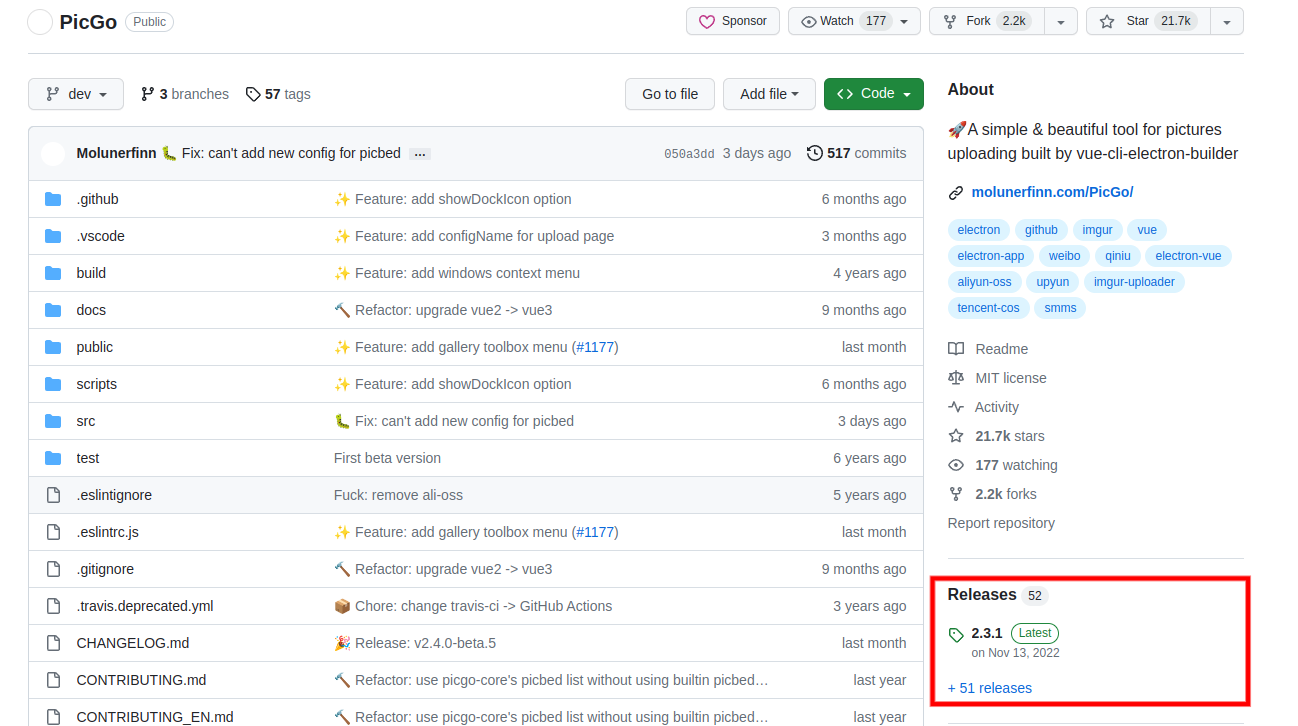 PicGo Public Sponsor Watch 177 Fork 2.2k Star 21.7k
dev 3 branches 57 tags Go to file Add file Code
Molunerfinn 🐛 Fix: can't add new config for picbed ... 050a3dd 3 days ago 517 commits
.github ✨ Feature: add showDockIcon option 6 months ago
.vscode ✨ Feature: add configName for upload page 3 months ago
build ✨ Feature: add windows context menu 4 years ago
docs 🔨 Refactor: upgrade vue2 -> vue3 9 months ago
public ✨ Feature: add gallery toolbox menu (#1177) last month
scripts ✨ Feature: add showDockIcon option 6 months ago
src 🐛 Fix: can't add new config for picbed 3 days ago
test First beta version 6 years ago
.eslintignore Fuck: remove ali-oss 5 years ago
.eslintrc.js ✨ Feature: add gallery toolbox menu (#1177) last month
.gitignore 🔨 Refactor: upgrade vue2 -> vue3 9 months ago
.travis.deprecated.yml 📦 Chore: change travis-ci -> GitHub Actions 3 years ago
CHANGELOG.md 🎉 Release: v2.4.0-beta.5 last month
CONTRIBUTING.md 🔨 Refactor: use picgo-core's picbed list without using builtin picbed… last year
CONTRIBUTING_EN.md 🔨 Refactor: use picgo-core's picbed list without using builtin picbed… last year
About
🚀A simple & beautiful tool for pictures
uploading built by vue-cli-electron-builder
molunerfinn.com/PicGo/
electron github imgur vue
electron-app weibo qiniu electron-vue
aliyun-oss upyun imgur-uploader
tencent-cos smms
Readme
MIT license
Activity
21.7k stars
177 watching
2.2k forks
Report repository
Releases 52
2.3.1 Latest
on Nov 13, 2022
+ 51 releases